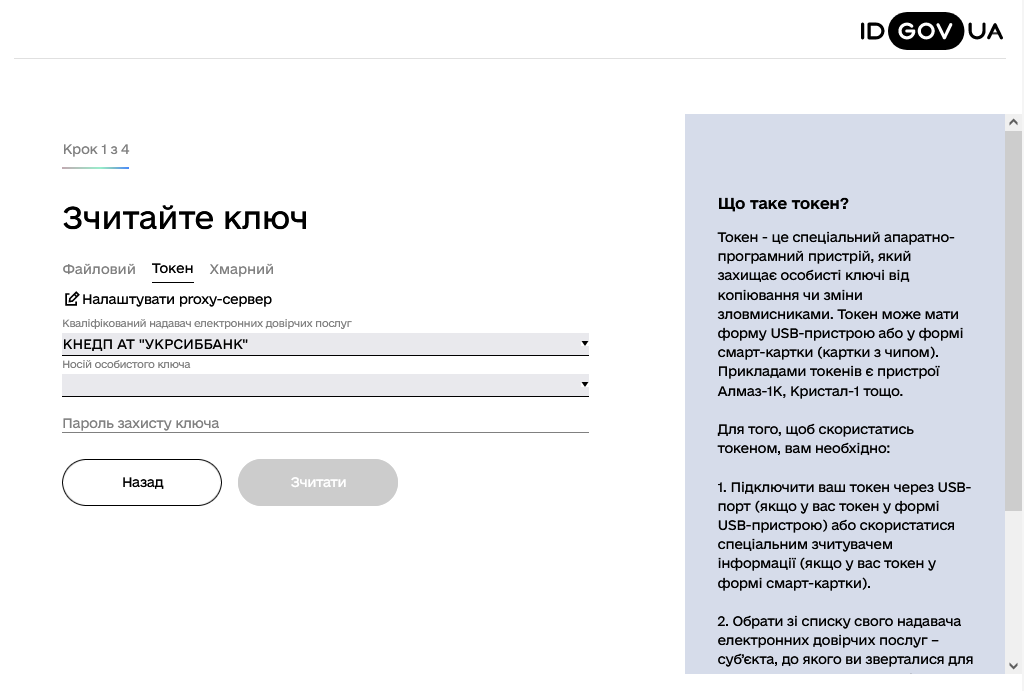 ID GOV UA
Крок 1 з 4
Зчитайте ключ
Файловий Токен Хмарний
Налаштувати proxy-сервер
Кваліфікований надавач електронних довірчих послуг
КНЕДП АТ "УКРСИББАНК"
Носій особистого ключа
Пароль захисту ключа
Назад Зчитати
Що таке токен?
Токен - це спеціальний апаратно-
програмний пристрій, який
захищає особисті ключі від
копіювання чи зміни
зловмисниками. Токен може мати
форму USB-пристрою або у формі
смарт-картки (картки з чипом).
Прикладами токенів є пристрої
Алмаз-1К, Кристал-1 тощо.
Для того, щоб скористатись
токеном, вам необхідно:
1. Підключити ваш токен через USB-
порт (якщо у вас токен у формі
USB-пристрою) або скористатися
спеціальним зчитувачем
інформації (якщо у вас токен у
формі смарт-картки).
2. Обрати зі списку свого надавача
електронних довірчих послуг –
суб'єкта, до якого ви зверталися для